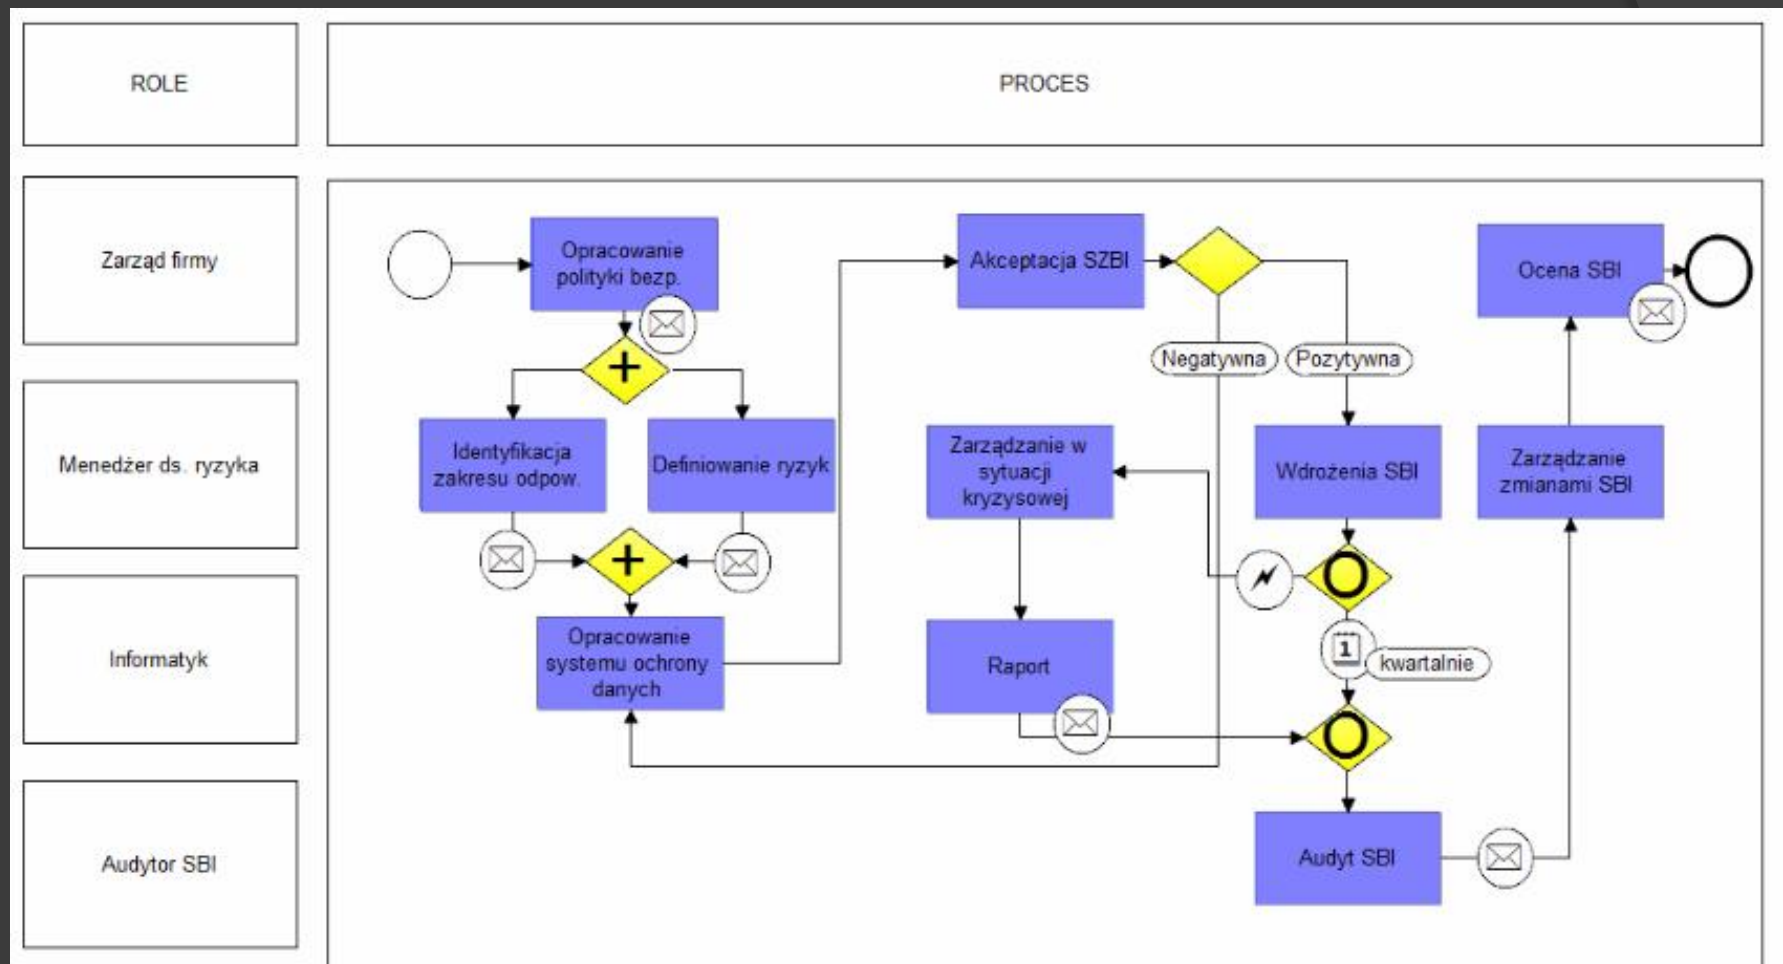 ROLE
PROCES
Zarząd firmy
Opracowanie
polityki bezp.
Akceptacja SZBI
Ocena SBI
Negatywna
Pozytywna
Menedżer ds. ryzyka
Identyfikacja
zakresu odpow.
Definiowanie ryzyk
Zarządzanie w
sytuacji
kryzysowej
Wdrożenia SBI
Zarządzanie
zmianami SBI
Informatyk
Opracowanie
systemu ochrony
danych
Raport
1
kwartalnie
Audytor SBI
Audyt SBI